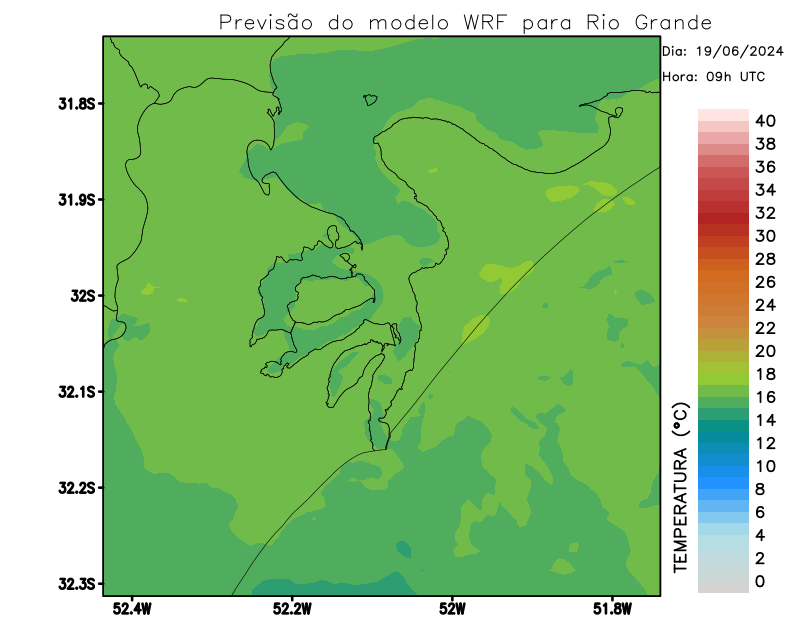 Previsão do modelo WRF para Rio Grande
Dia: 19/06/2024
Hora: 09h UTC
31.8S
31.9S
32S
32.1S
32.2S
32.3S
52.4W
52.2W
52W
51.8W
TEMPERATURA (°C)
40
38
36
34
32
30
28
26
24
22
20
18
16
14
12
10
8
6
4
2
0